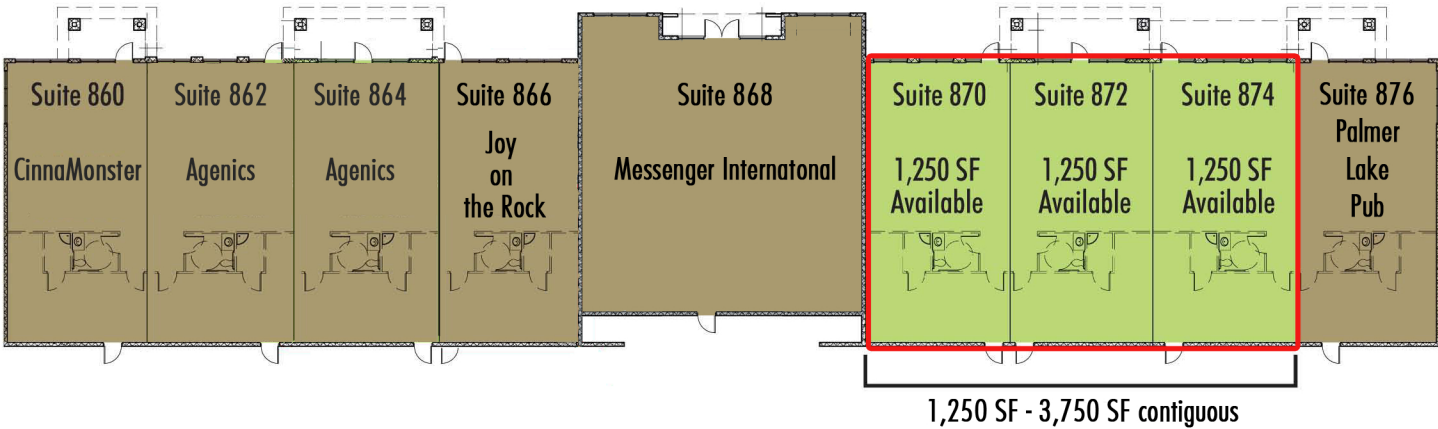 Suite 860
CinnaMonster
Suite 862
Agenics
Suite 864
Agenics
Suite 866
Joy
on
the Rock
Suite 868
Messenger Internatonal
Suite 870
1,250 SF
Available
Suite 872
1,250 SF
Available
Suite 874
1,250 SF
Available
Suite 876
Palmer
Lake
Pub
1,250 SF - 3,750 SF contiguous